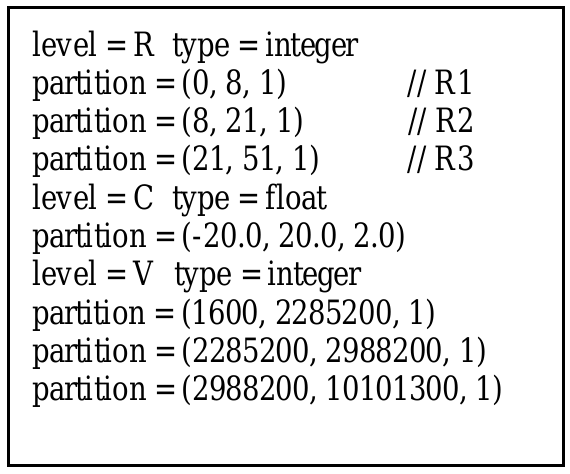 level = R  type = integer
partition = (0, 8, 1)  // R1
partition = (8, 21, 1)  // R2
partition = (21, 51, 1)  // R3
level = C  type = float
partition = (-20.0, 20.0, 2.0)
level = V  type = integer
partition = (1600, 2285200, 1)
partition = (2285200, 2988200, 1)
partition = (2988200, 10101300, 1)